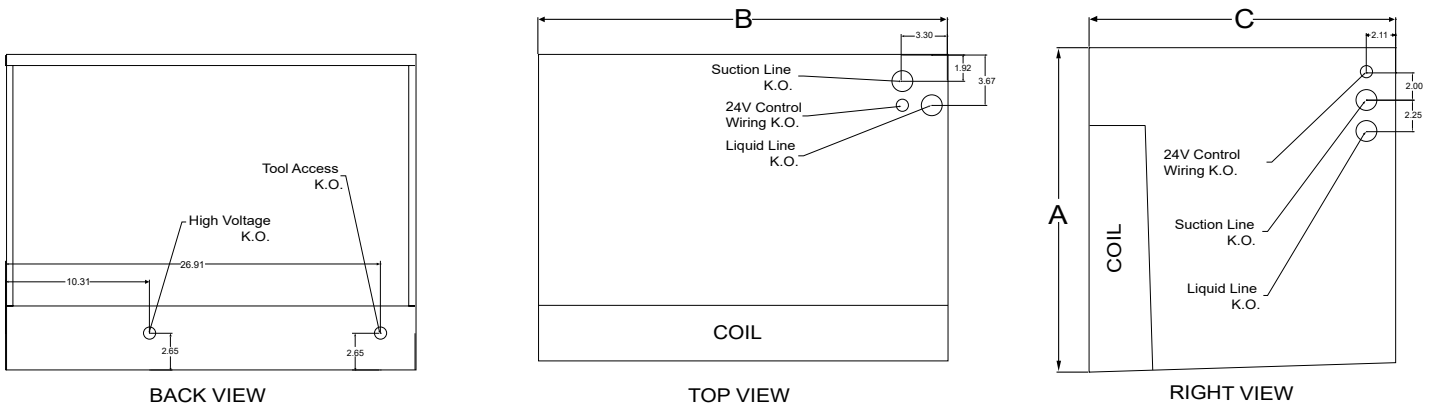 Tool Access
K.O.
High Voltage
K.O.
26.91
10.31
2.65
2.65
BACK VIEW
B
3.30
1.92
3.67
Suction Line
K.O.
24V Control
Wiring K.O.
Liquid Line
K.O.
COIL
TOP VIEW
C
2.11
2.00
2.25
24V Control
Wiring K.O.
A
Suction Line
K.O.
COIL
Liquid Line
K.O.
RIGHT VIEW